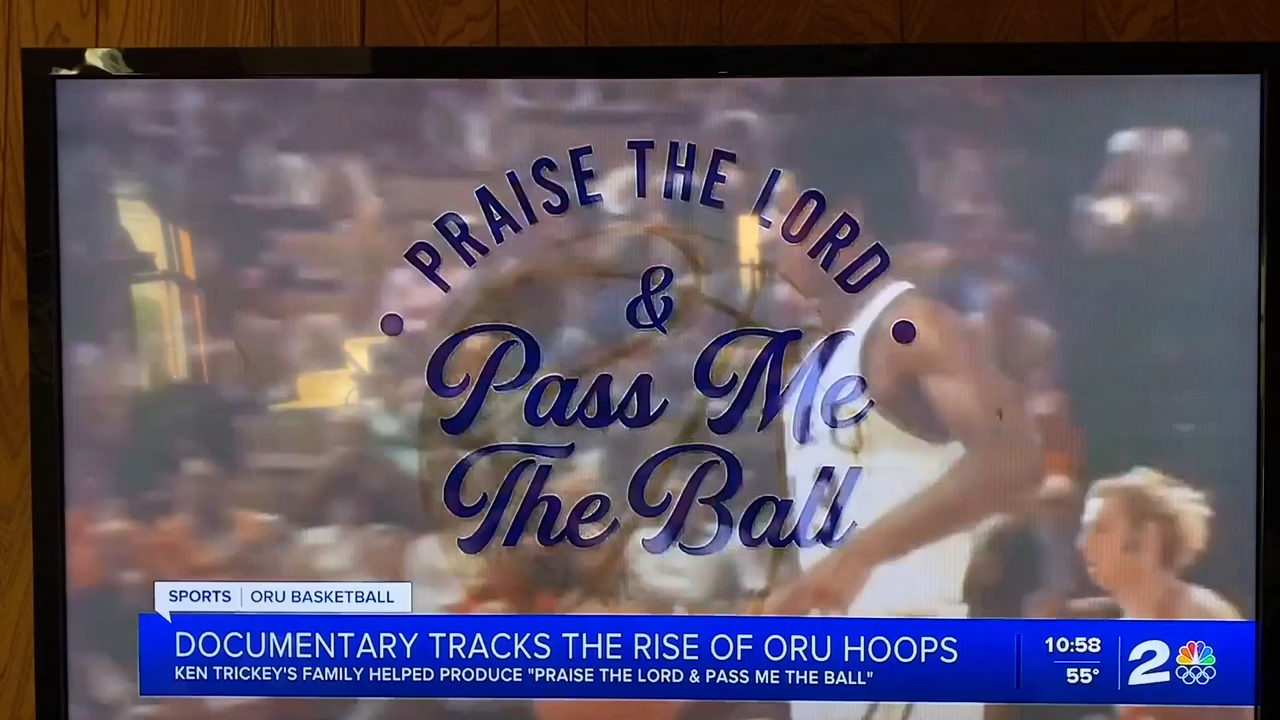 PRAISE THE LORD
&
Pass Me
The Ball
SPORTS | ORU BASKETBALL
DOCUMENTARY TRACKS THE RISE OF ORU HOOPS
KEN TRICKEY'S FAMILY HELPED PRODUCE "PRAISE THE LORD & PASS ME THE BALL"
10:58
55°
2